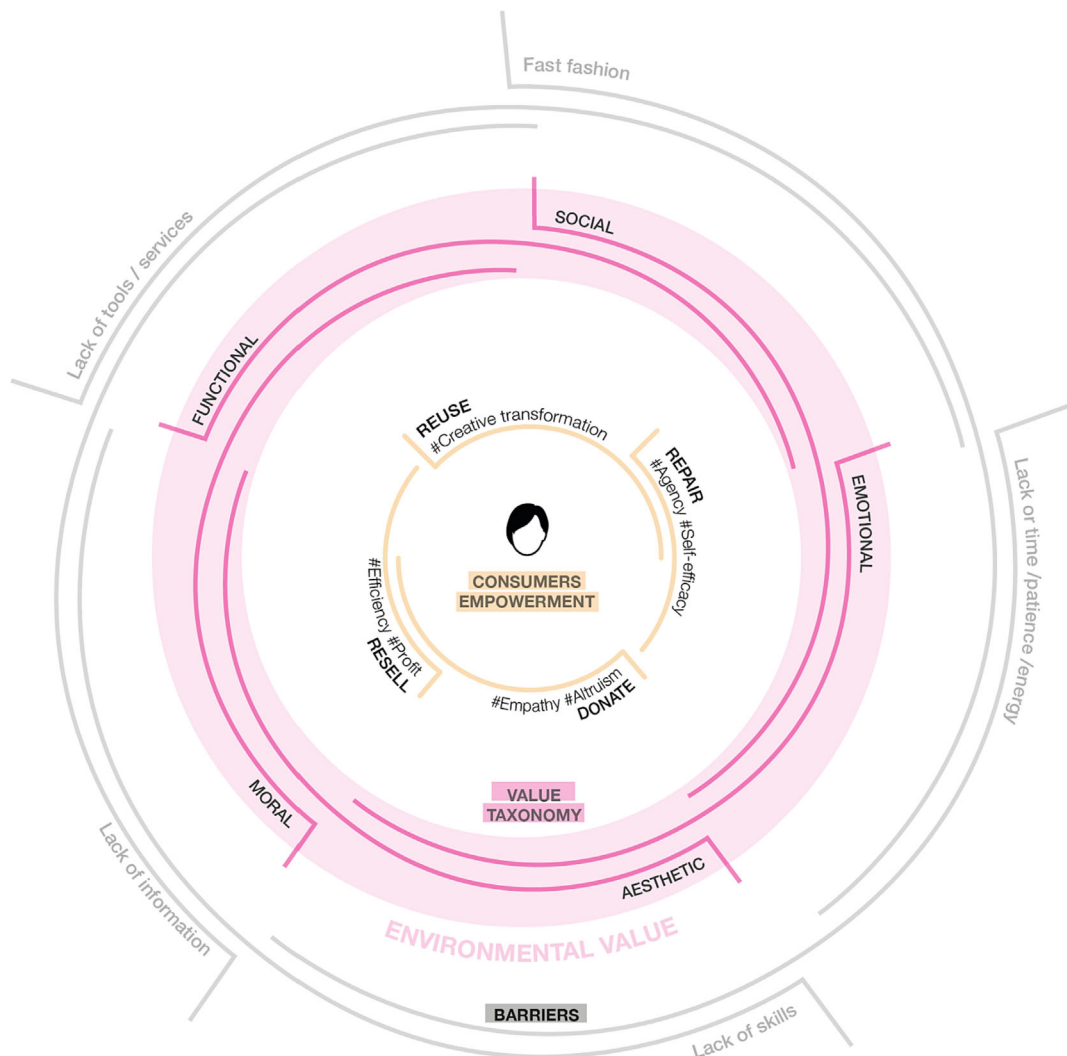 Fast fashion
Lack of tools / services
SOCIAL
FUNCTIONAL
REUSE
#Creative transformation
REPAIR
#Agency #Self-efficacy
EMOTIONAL
Lack or time /patience /energy
CONSUMERS
EMPOWERMENT
#Efficiency #Profit
RESELL
#Empathy #Altruism
DONATE
VALUE
TAXONOMY
MORAL
AESTHETIC
Lack of information
ENVIRONMENTAL VALUE
BARRIERS
Lack of skills